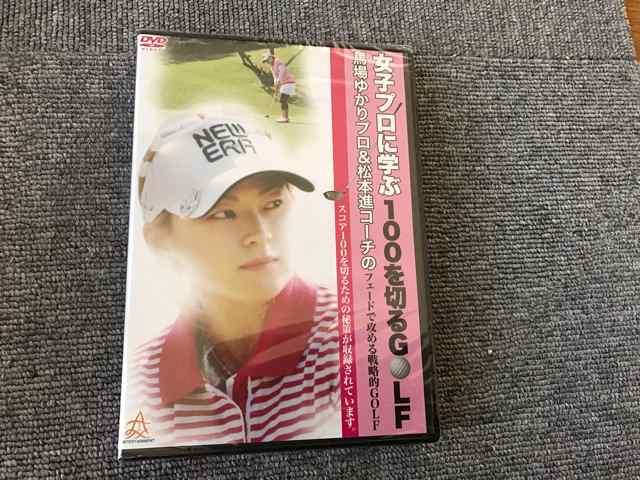 DVD
VIDEO
NEW
ERA
女子プロに学ぶ
100を切るGOLF
馬場ゆかりプロ&松本進コーチの
フェードで攻める戦略的GOLF
スコア100を切るための秘策が収録されています。